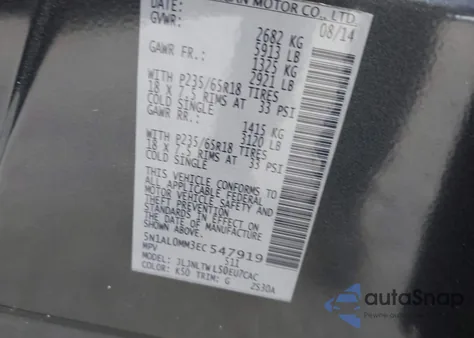 DATE:
MOTOR CO., LTD.
GVWR: 08/14
2682 KG
5913 LB
GAWR FR.: 1325 KG
2921 LB
WITH P235/65R18 TIRES
18 X 7.5 RIMS AT 33 PSI
COLD SINGLE
GAWR RR.: 1415 KG
3120 LB
WITH P235/65R18 TIRES
18 X 7.5 RIMS AT 33 PSI
COLD SINGLE
THIS VEHICLE CONFORMS TO
ALL APPLICABLE FEDERAL
MOTOR VEHICLE SAFETY AND
THEFT PREVENTION
STANDARDS IN EFFECT ON
THE DATE OF MANUFACTURE
SHOWN ABOVE.
5N1AL0MM3EC547919
MPV 511
MODEL: JLJNLTWL50EU7CAC
COLOR: K50 TRIM: G 2S30A
autoSnap